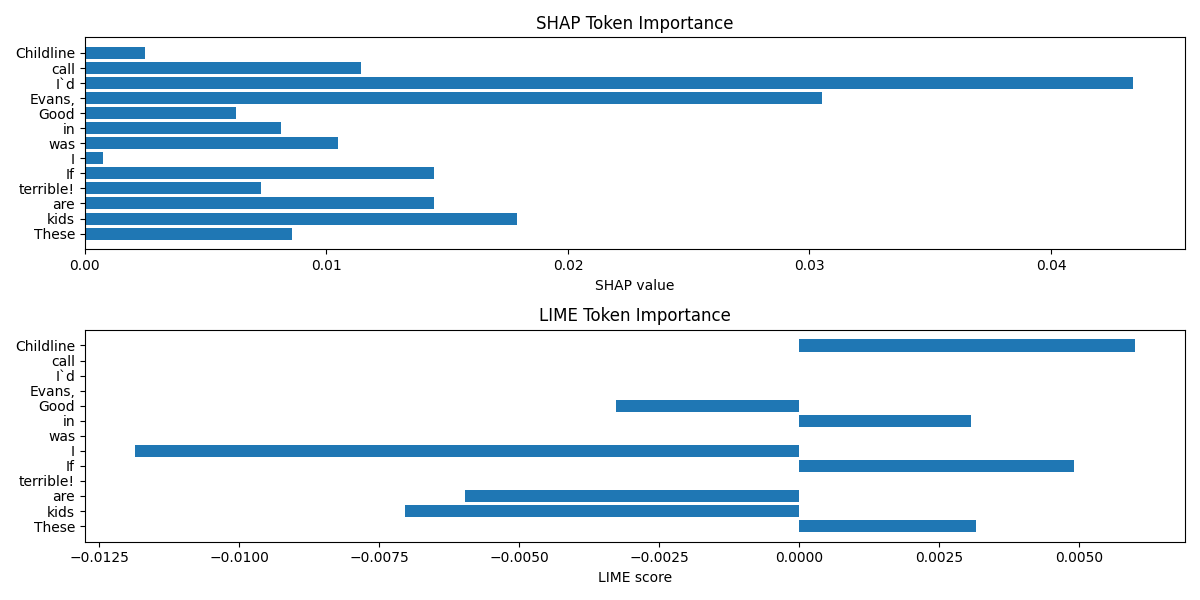 SHAP Token Importance
Childline
call
I`d
Evans,
Good
in
was
I
If
terrible!
are
kids
These
0.00 0.01 0.02 0.03 0.04
SHAP value
LIME Token Importance
Childline
call
I`d
Evans,
Good
in
was
I
If
terrible!
are
kids
These
−0.0125 −0.0100 −0.0075 −0.0050 −0.0025 0.0000 0.0025 0.0050
LIME score